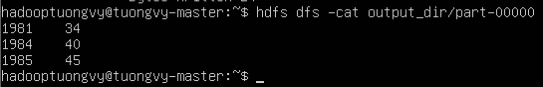 hadooptuongvy@tuongvy-master:~$ hdfs dfs -cat output_dir/part-00000
1981 34
1984 40
1985 45
hadooptuongvy@tuongvy-master:~$ _